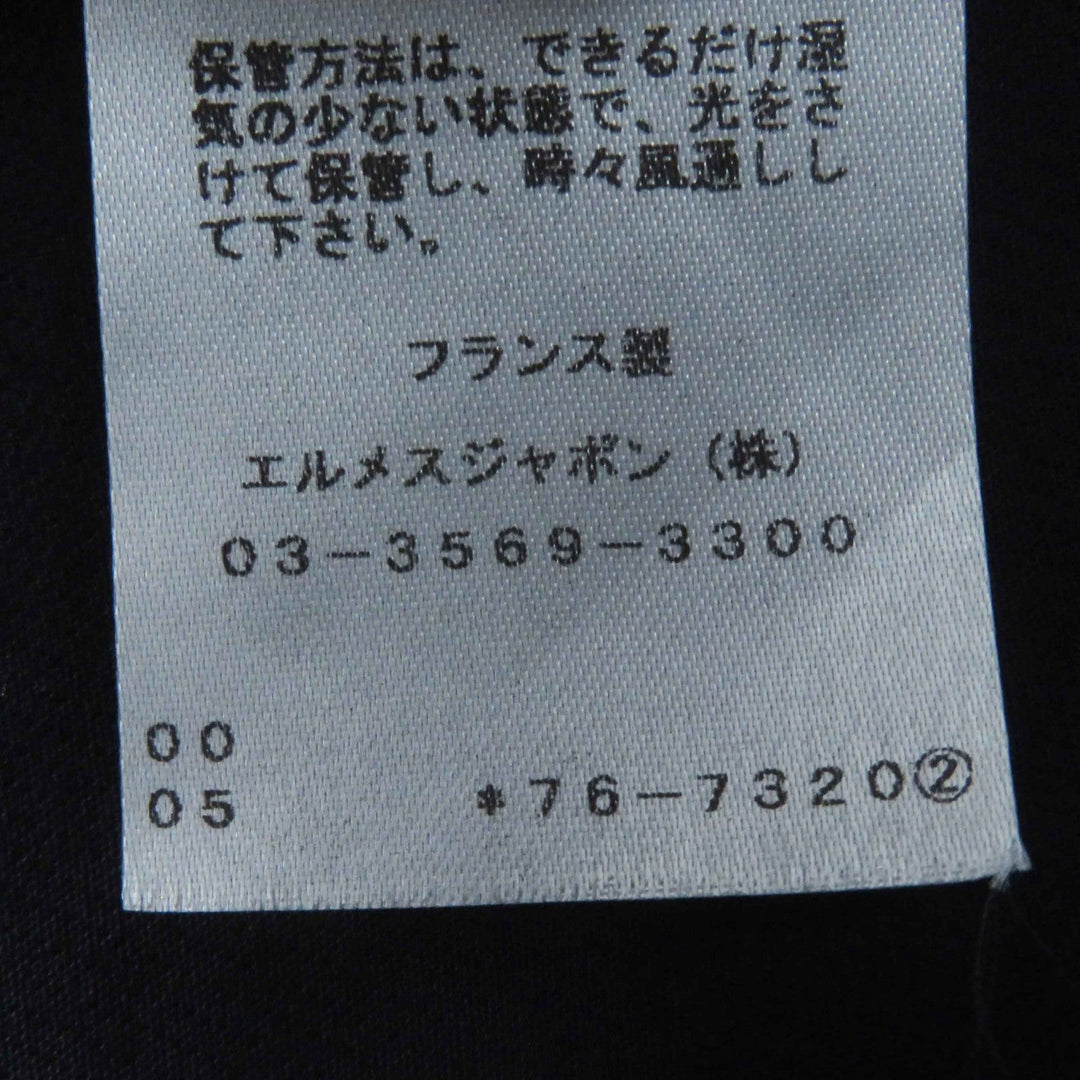 保管方法は、できるだけ湿
気の少ない状態で、光をさ
けて保管し、時々風通しし
て下さい。
フランス製
エルメスジャポン（株）
03-3569-3300
00
05 *76-7320②